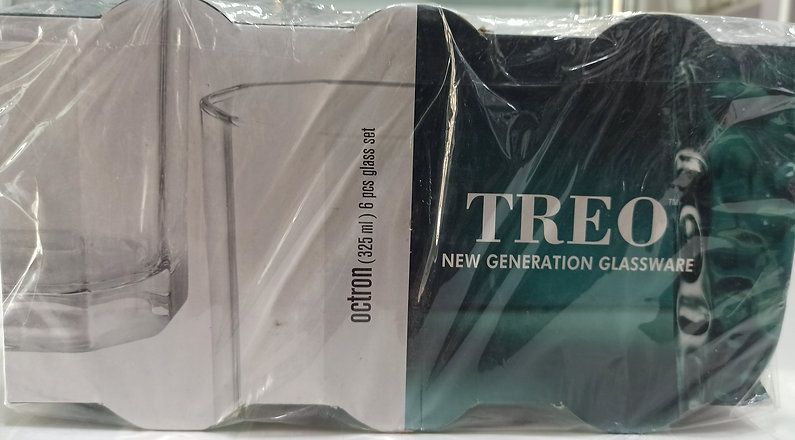 octron (325 ml) 6 pcs glass set
TREO™
NEW GENERATION GLASSWARE